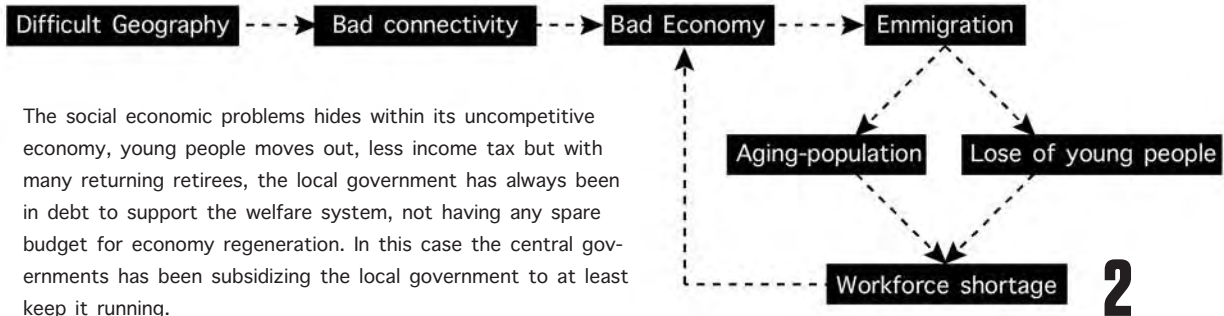 Difficult Geography
Bad connectivity
Bad Economy
Emmigration
The social economic problems hides within its uncompetitive
economy, young people moves out, less income tax but with
many returning retirees, the local government has always been
in debt to support the welfare system, not having any spare
budget for economy regeneration. In this case the central gov-
ernments has been subsidizing the local government to at least
keep it running.
Aging-population
Lose of young people
Workforce shortage
2